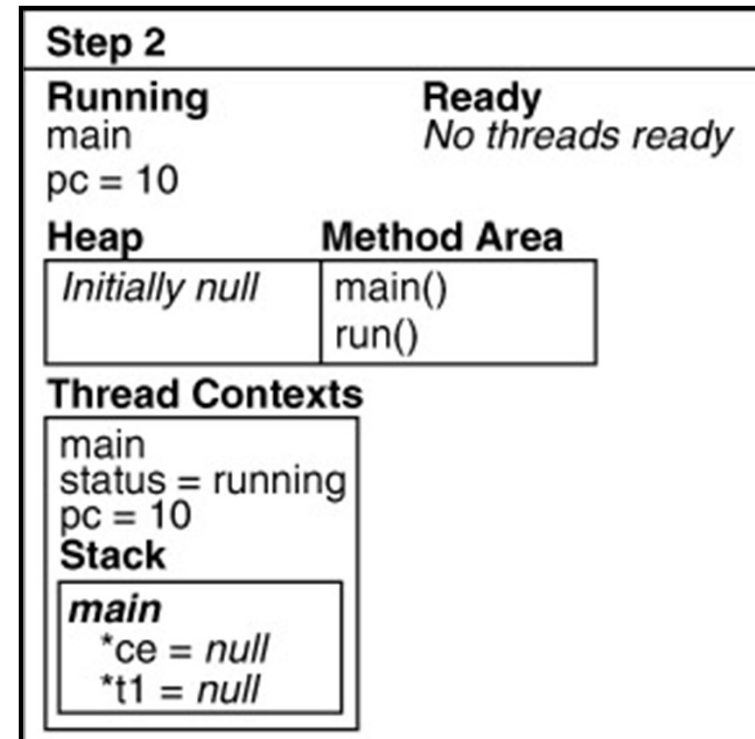 Step 2
Running
main
pc = 10
Ready
No threads ready
Heap
Initially null
Method Area
main()
run()
Thread Contexts
main
status = running
pc = 10
Stack
main
*ce = null
*t1 = null